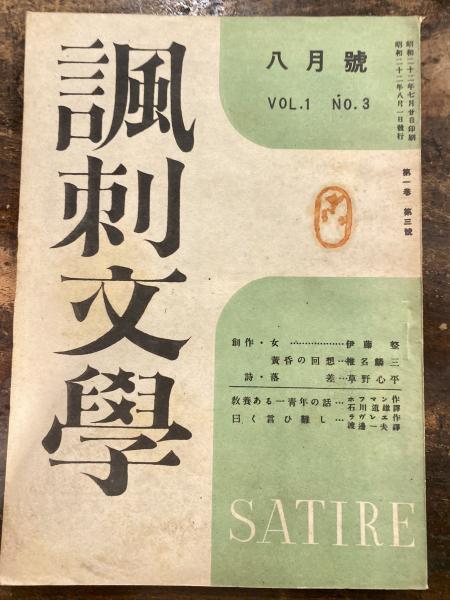 諷刺文學
八月號
VOL.1 NO.3
昭和二十二年七月廿日印刷
昭和二十二年八月一日發行
第一卷 第三號
創作・女………………伊藤 整
黃昏の回想…椎名麟三
詩・落差…草野心平
教養ある一靑年の話…ホフマン作
石川道雄譯
曰く言ひ難し…ラヴレエ作
渡邊一夫譯
SATIRE